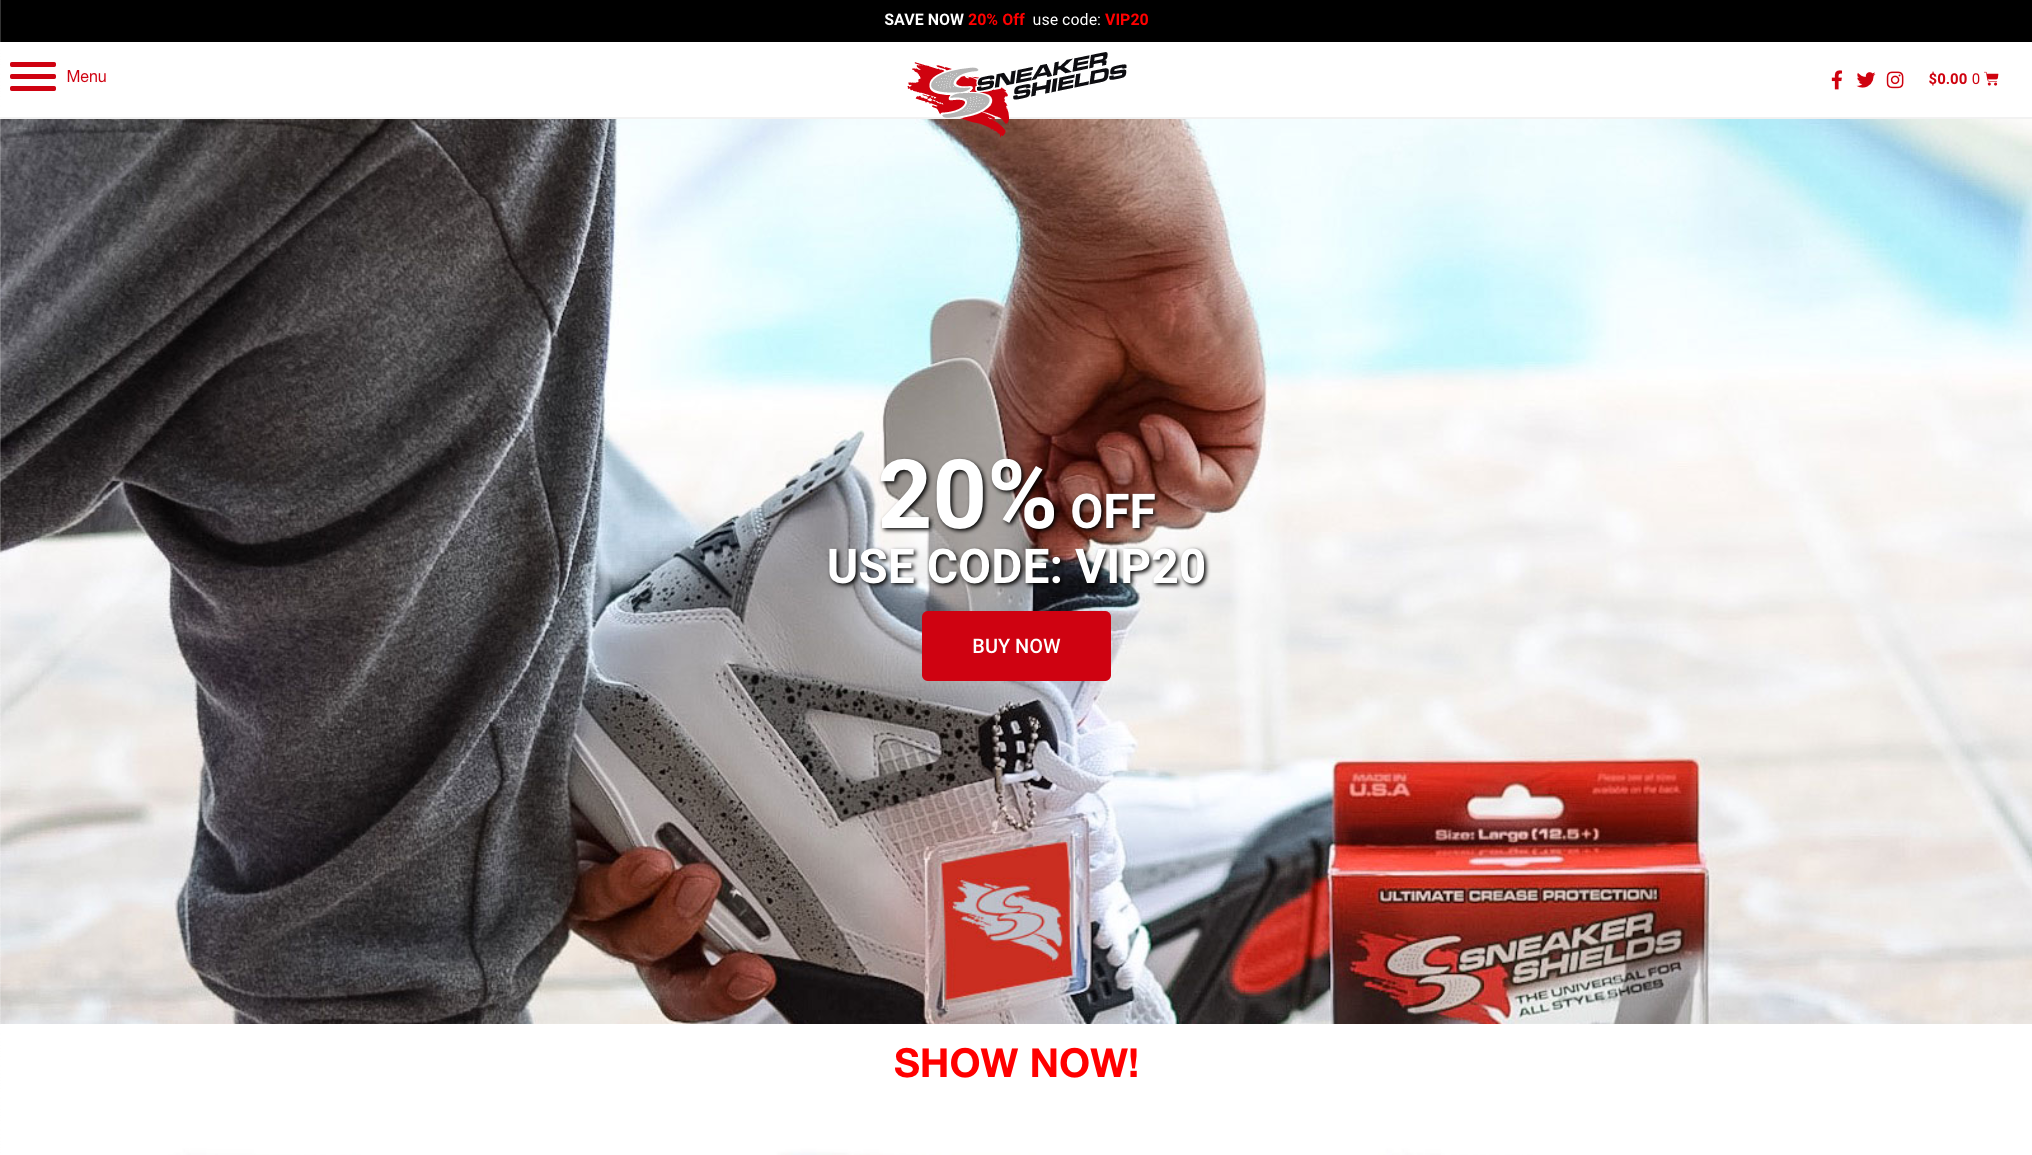 SAVE NOW 20% Off use code: VIP20
Menu
SNEAKER
SHIELDS
$0.00 0
20% OFF
USE CODE: VIP20
BUY NOW
MADE IN
U.S.A
Please see all sizes
available on the back.
Size: Large (12.5+)
ULTIMATE CREASE PROTECTION!
SNEAKER
SHIELDS
THE UNIVERSAL FOR
ALL STYLE SHOES
SHOW NOW!